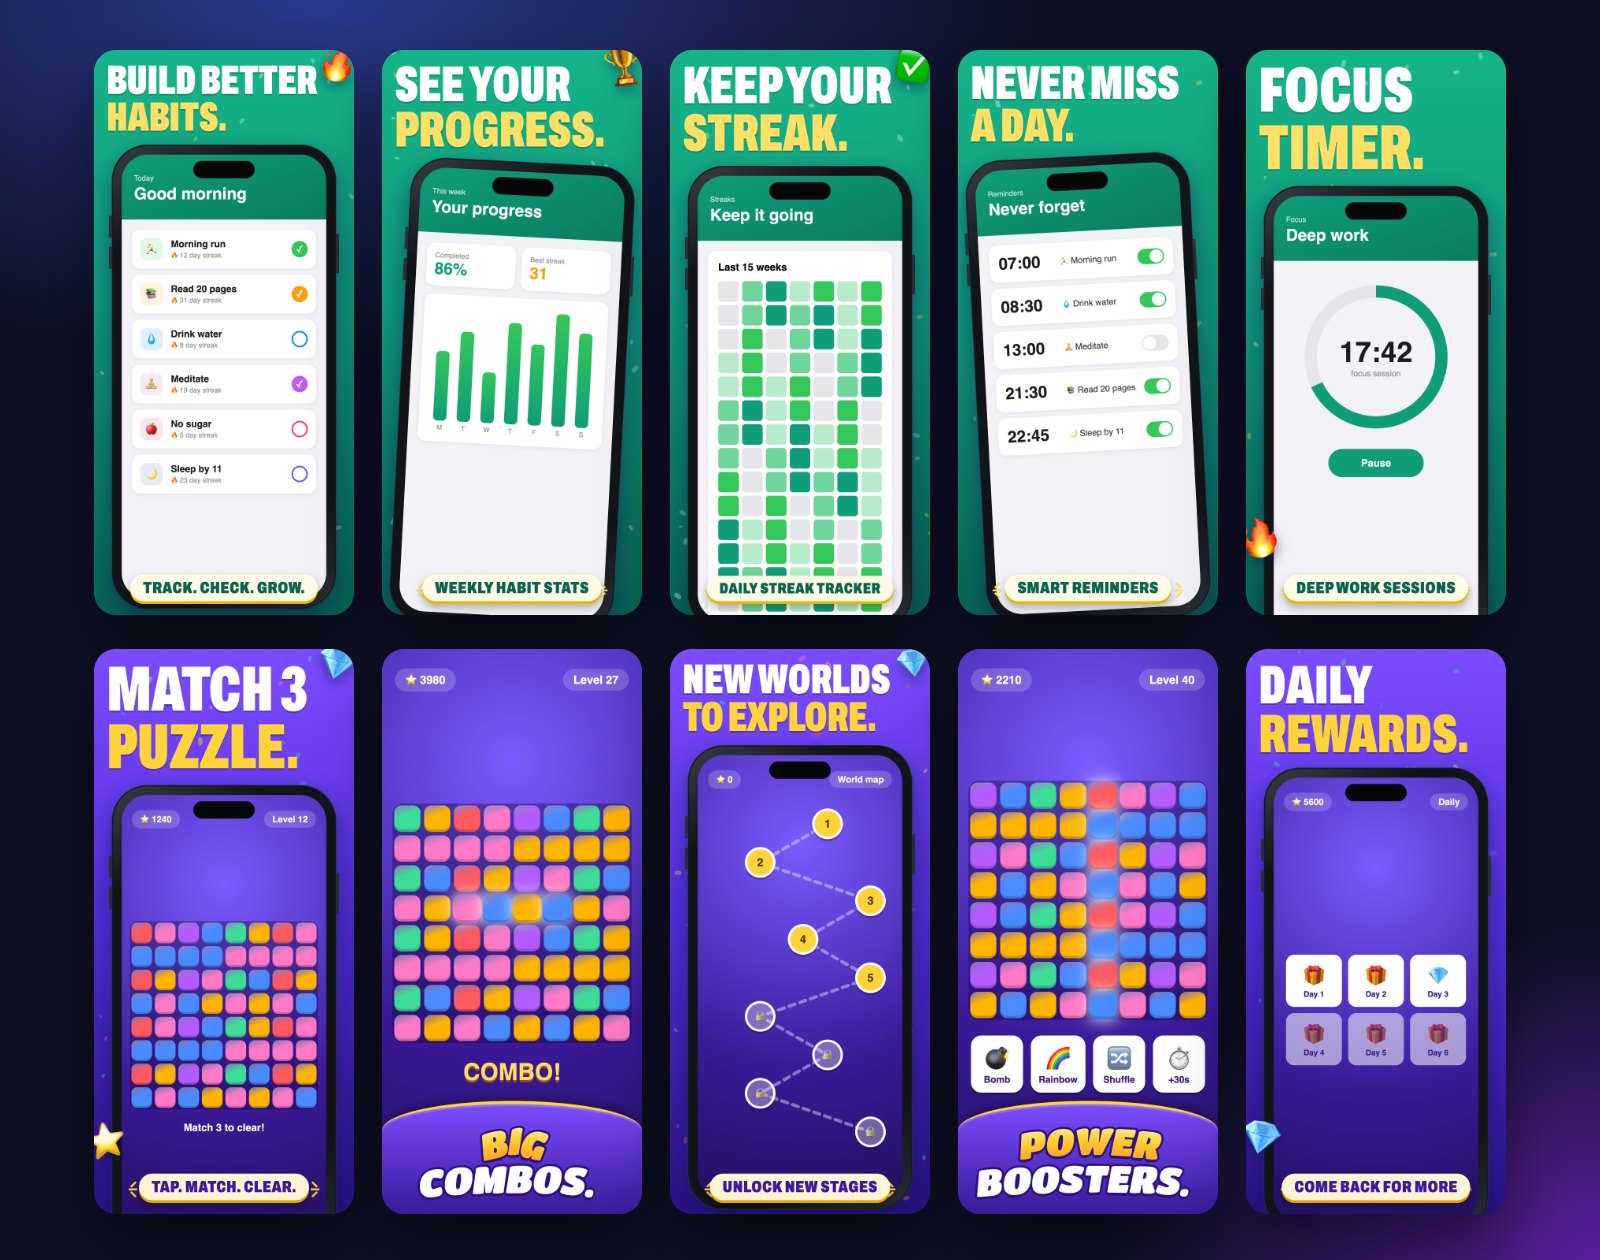 BUILD BETTER
HABITS.
Today
Good morning
Morning run
🔥 12 day streak
Read 20 pages
🔥 31 day streak
Drink water
🔥 8 day streak
Meditate
🔥 19 day streak
No sugar
🔥 5 day streak
Sleep by 11
🔥 23 day streak
TRACK. CHECK. GROW.
SEE YOUR
PROGRESS.
This week
Your progress
Completed
86%
Best streak
31
M T W T F S S
WEEKLY HABIT STATS
KEEP YOUR
STREAK.
Streaks
Keep it going
Last 15 weeks
DAILY STREAK TRACKER
NEVER MISS
A DAY.
Reminders
Never forget
07:00 Morning run
08:30 Drink water
13:00 Meditate
21:30 Read 20 pages
22:45 Sleep by 11
SMART REMINDERS
FOCUS
TIMER.
Focus
Deep work
17:42
focus session
Pause
DEEP WORK SESSIONS
MATCH 3
PUZZLE.
1240 Level 12
Match 3 to clear!
TAP. MATCH. CLEAR.
3980 Level 27
COMBO!
BIG
COMBOS.
NEW WORLDS
TO EXPLORE.
0 World map
1
2
3
4
5
UNLOCK NEW STAGES
2210 Level 40
Bomb Rainbow Shuffle +30s
POWER
BOOSTERS.
DAILY
REWARDS.
5600 Daily
Day 1 Day 2 Day 3
Day 4 Day 5 Day 6
COME BACK FOR MORE